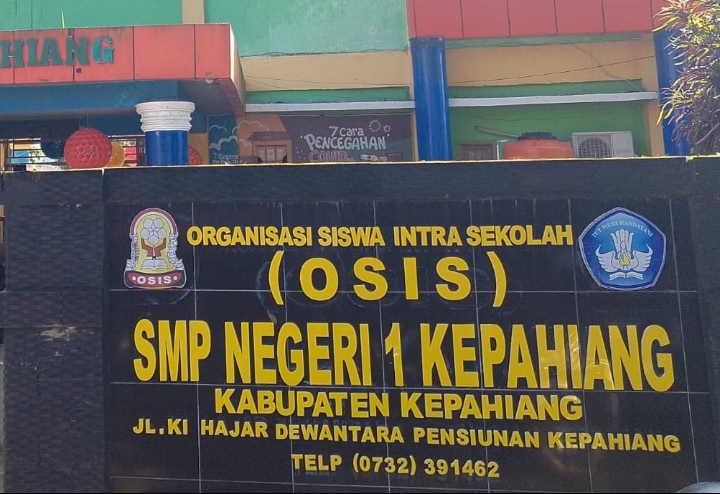 HIANG
7 Cara
PENCEGAHAN
COVID
ORGANISASI SISWA INTRA SEKOLAH
(OSIS)
OSIS
TUT WURI HANDAYANI
SMP NEGERI 1 KEPAHIANG
KABUPATEN KEPAHIANG
JL.KI HAJAR DEWANTARA PENSIUNAN KEPAHIANG
TELP (0732) 391462